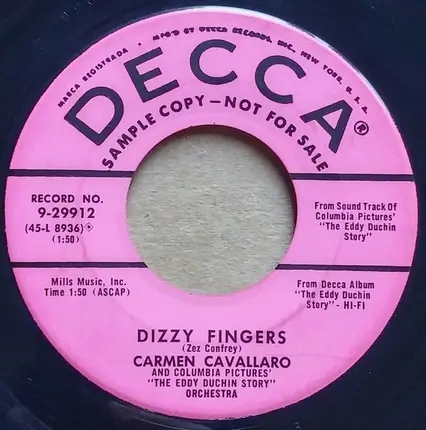 MARCA REGISTRADA • MF'D BY DECCA RECORDS, INC., NEW YORK, U.S.A.
DECCA®
SAMPLE COPY—NOT FOR SALE
RECORD NO.
9-29912
(45-L 8936)
(1:50)
From Sound Track Of
Columbia Pictures'
"The Eddy Duchin
Story"
Mills Music, Inc.
Time 1:50 (ASCAP)
From Decca Album
"The Eddy Duchin
Story" - HI-FI
DIZZY FINGERS
(Zez Confrey)
CARMEN CAVALLARO
AND COLUMBIA PICTURES'
"THE EDDY DUCHIN STORY"
ORCHESTRA